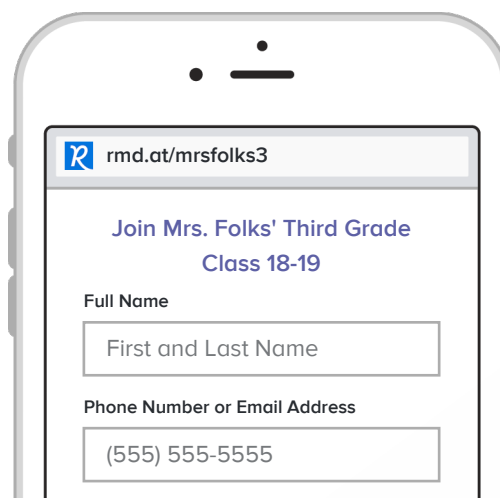 rmd.at/mrsfolks3
Join Mrs. Folks' Third Grade
Class 18-19
Full Name
First and Last Name
Phone Number or Email Address
(555) 555-5555